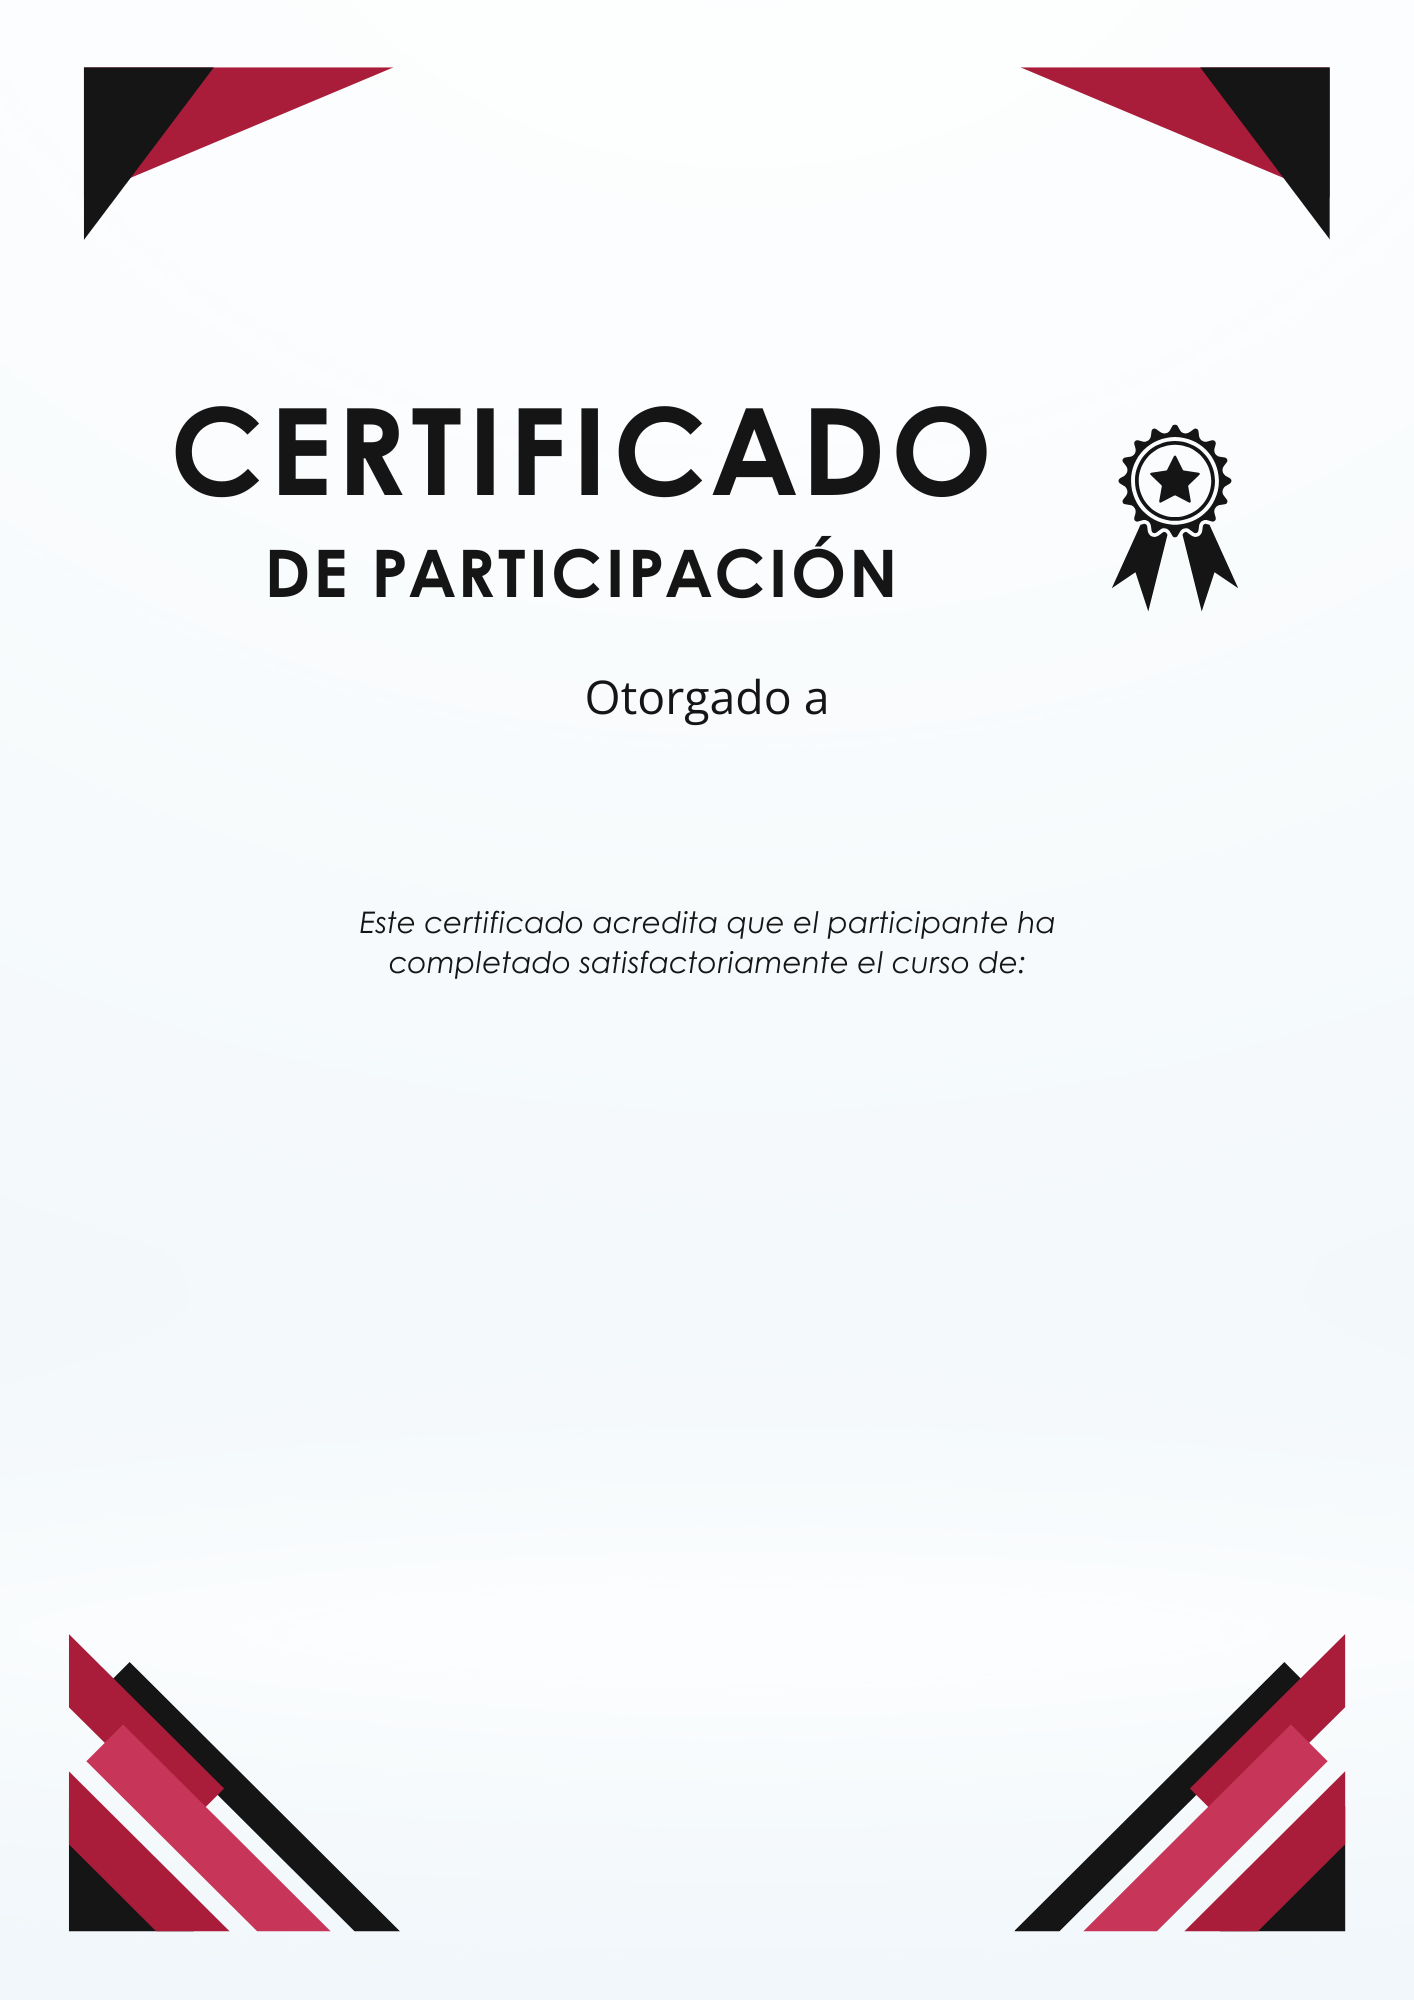 CERTIFICADO
DE PARTICIPACIÓN
Otorgado a
Este certificado acredita que el participante ha
completado satisfactoriamente el curso de: